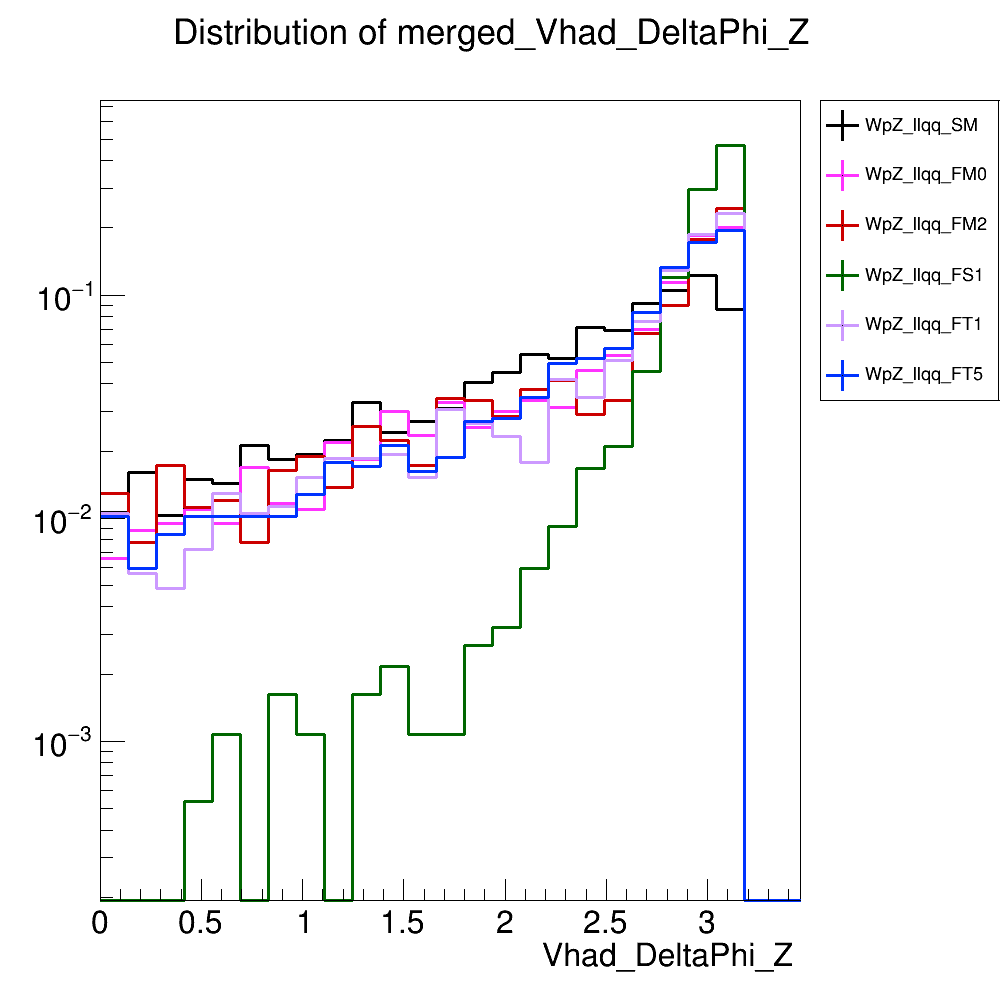 Distribution of merged_Vhad_DeltaPhi_Z
WpZ_llqq_SM
WpZ_llqq_FM0
WpZ_llqq_FM2
WpZ_llqq_FS1
WpZ_llqq_FT1
WpZ_llqq_FT5
10−1
10−2
10−3
0 0.5 1 1.5 2 2.5 3
Vhad_DeltaPhi_Z